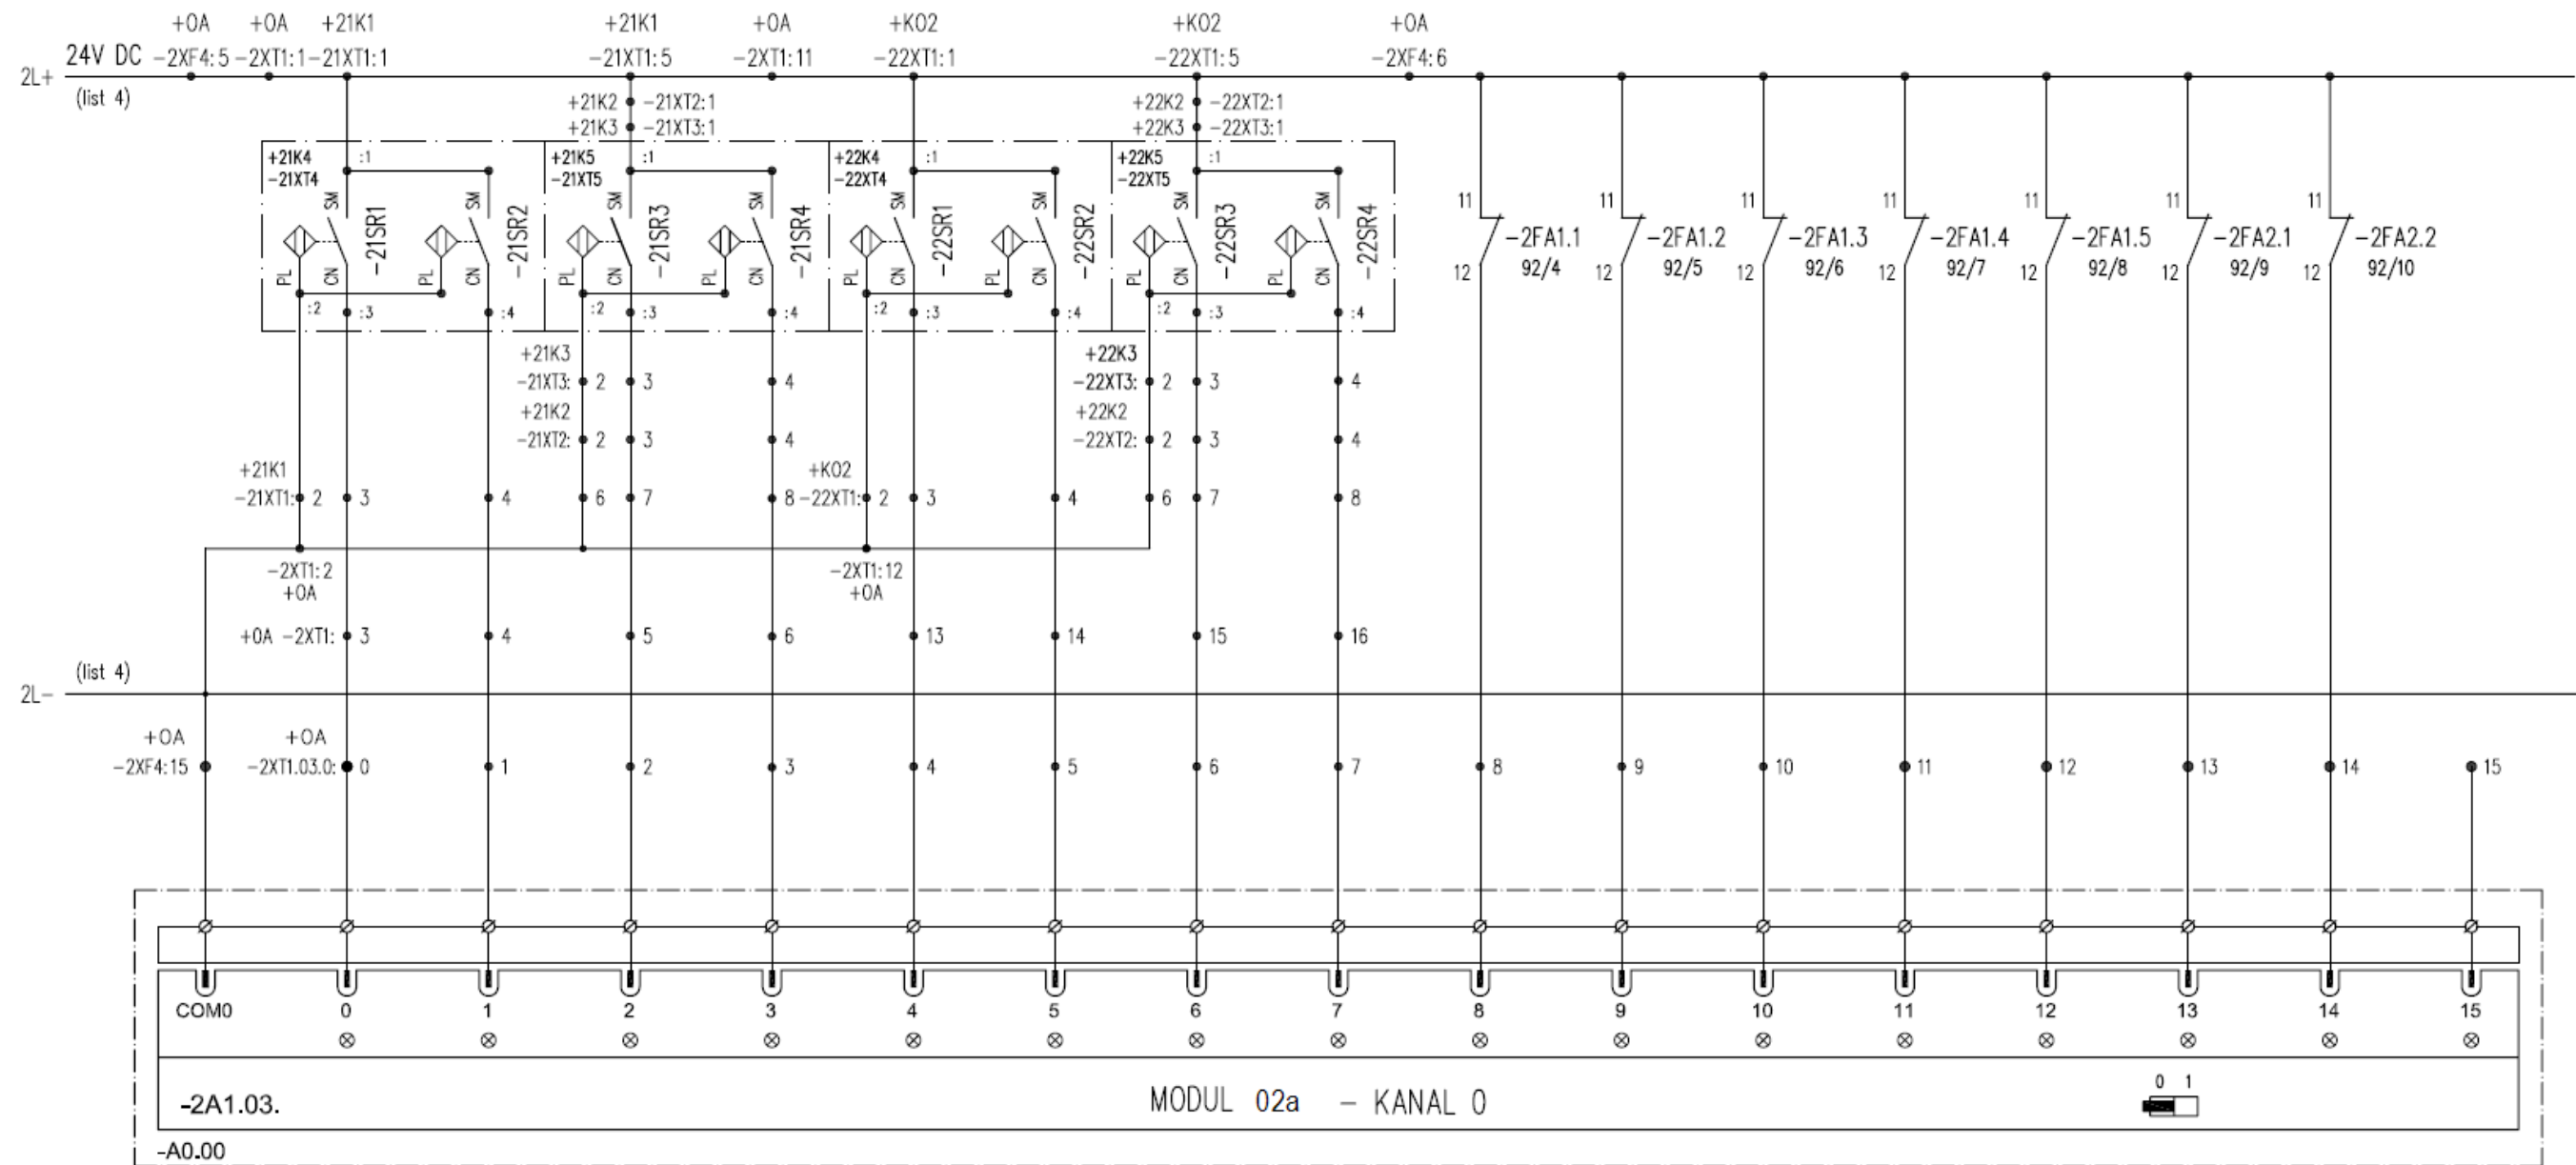 +0A +0A +21K1 +21K1 +0A +K02 +K02 +0A
24V DC -2XF4:5 -2XT1:1 -21XT1:1 -21XT1:5 -2XT1:11 -22XT1:1 -22XT1:5 -2XF4:6
2L+
(list 4)
+21K2 -21XT2:1 +22K2 -22XT2:1
+21K3 -21XT3:1 +22K3 -22XT3:1
+21K4 :1 +21K5 :1 +22K4 :1 +22K5 :1
-21XT4 -21XT5 -22XT4 -22XT5
SM SM SM SM SM SM SM SM
11 11 11 11 11 11 11
-21SR1 -21SR2 -21SR3 -21SR4 -22SR1 -22SR2 -22SR3 -22SR4
-2FA1.1 -2FA1.2 -2FA1.3 -2FA1.4 -2FA1.5 -2FA2.1 -2FA2.2
12 92/4 12 92/5 12 92/6 12 92/7 12 92/8 12 92/9 12 92/10
PL CN PL CN PL CN PL CN PL CN PL CN PL CN PL CN
:2 :3 :4 :2 :3 :4 :2 :3 :4 :2 :3 :4
+21K3 +22K3
-21XT3: 2 3 4 -22XT3: 2 3 4
+21K2 +22K2
-21XT2: 2 3 4 -22XT2: 2 3 4
+21K1 +K02
-21XT1: 2 3 4 6 7 8 -22XT1: 2 3 4 6 7 8
-2XT1:2 -2XT1:12
+0A +0A
+0A -2XT1: 3 4 5 6 13 14 15 16
(list 4)
2L-
+0A +0A
-2XF4:15 -2XT1.03.0: 0 1 2 3 4 5 6 7 8 9 10 11 12 13 14 15
COM0 0 1 2 3 4 5 6 7 8 9 10 11 12 13 14 15
0 1
-2A1.03. MODUL 02a - KANAL 0
-A0.00